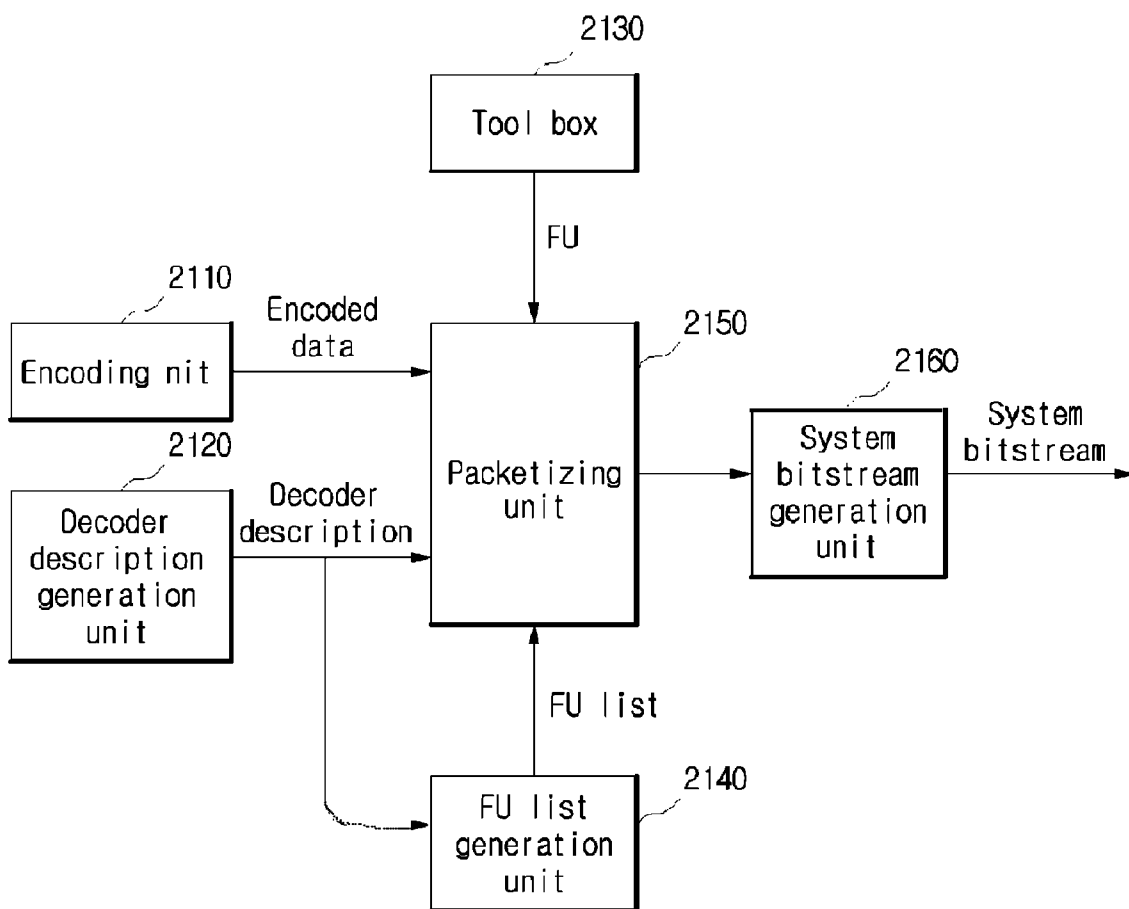 2130
Tool box
FU
2110
Encoded
data
Encoding nit
2150
2160
System
bitstream
System
bitstream
generation
unit
Packetizing
unit
2120
Decoder
description
Decoder
description
generation
unit
FU list
2140
FU list
generation
unit